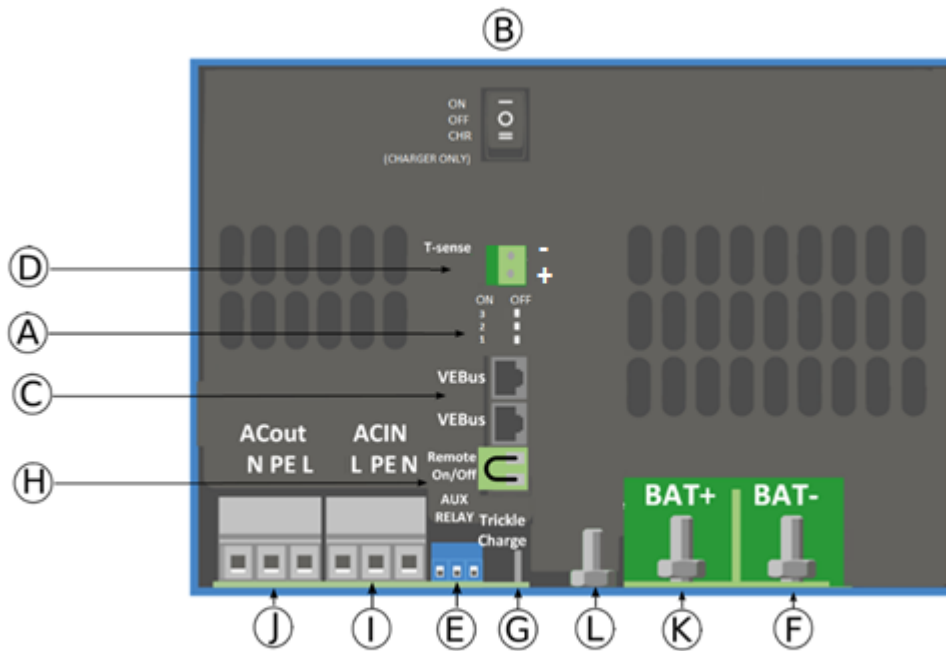 B
ON
OFF
CHR
(CHARGER ONLY)
T-sense
-
+
D
ON OFF
3
2
1
A
VEBus
C
VEBus
ACout ACIN
N PE L L PE N
Remote
On/Off
H
AUX
RELAY
Trickle
Charge
BAT+ BAT-
J I E G L K F